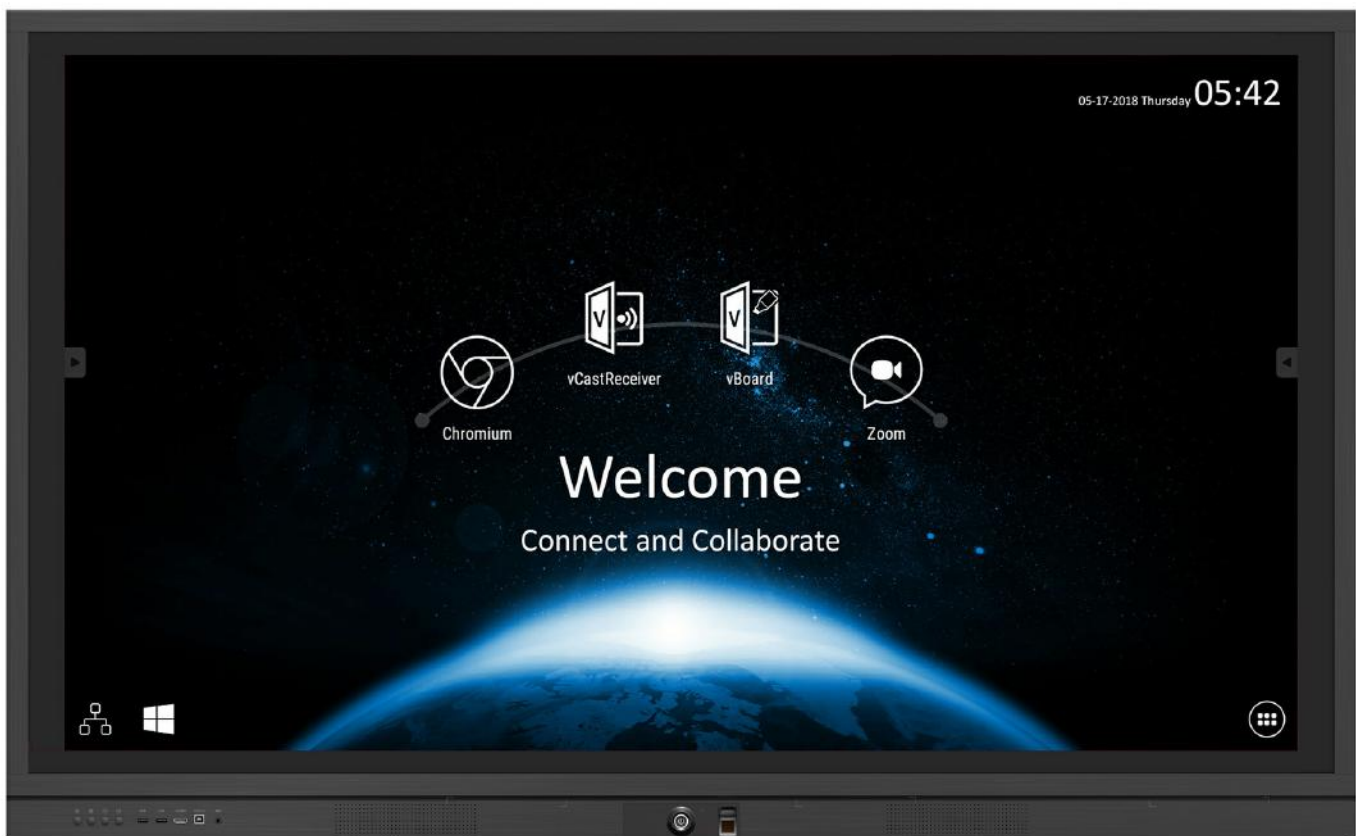 05-17-2018 Thursday 05:42
V
V
vCastReceiver
vBoard
Chromium
Zoom
Welcome
Connect and Collaborate